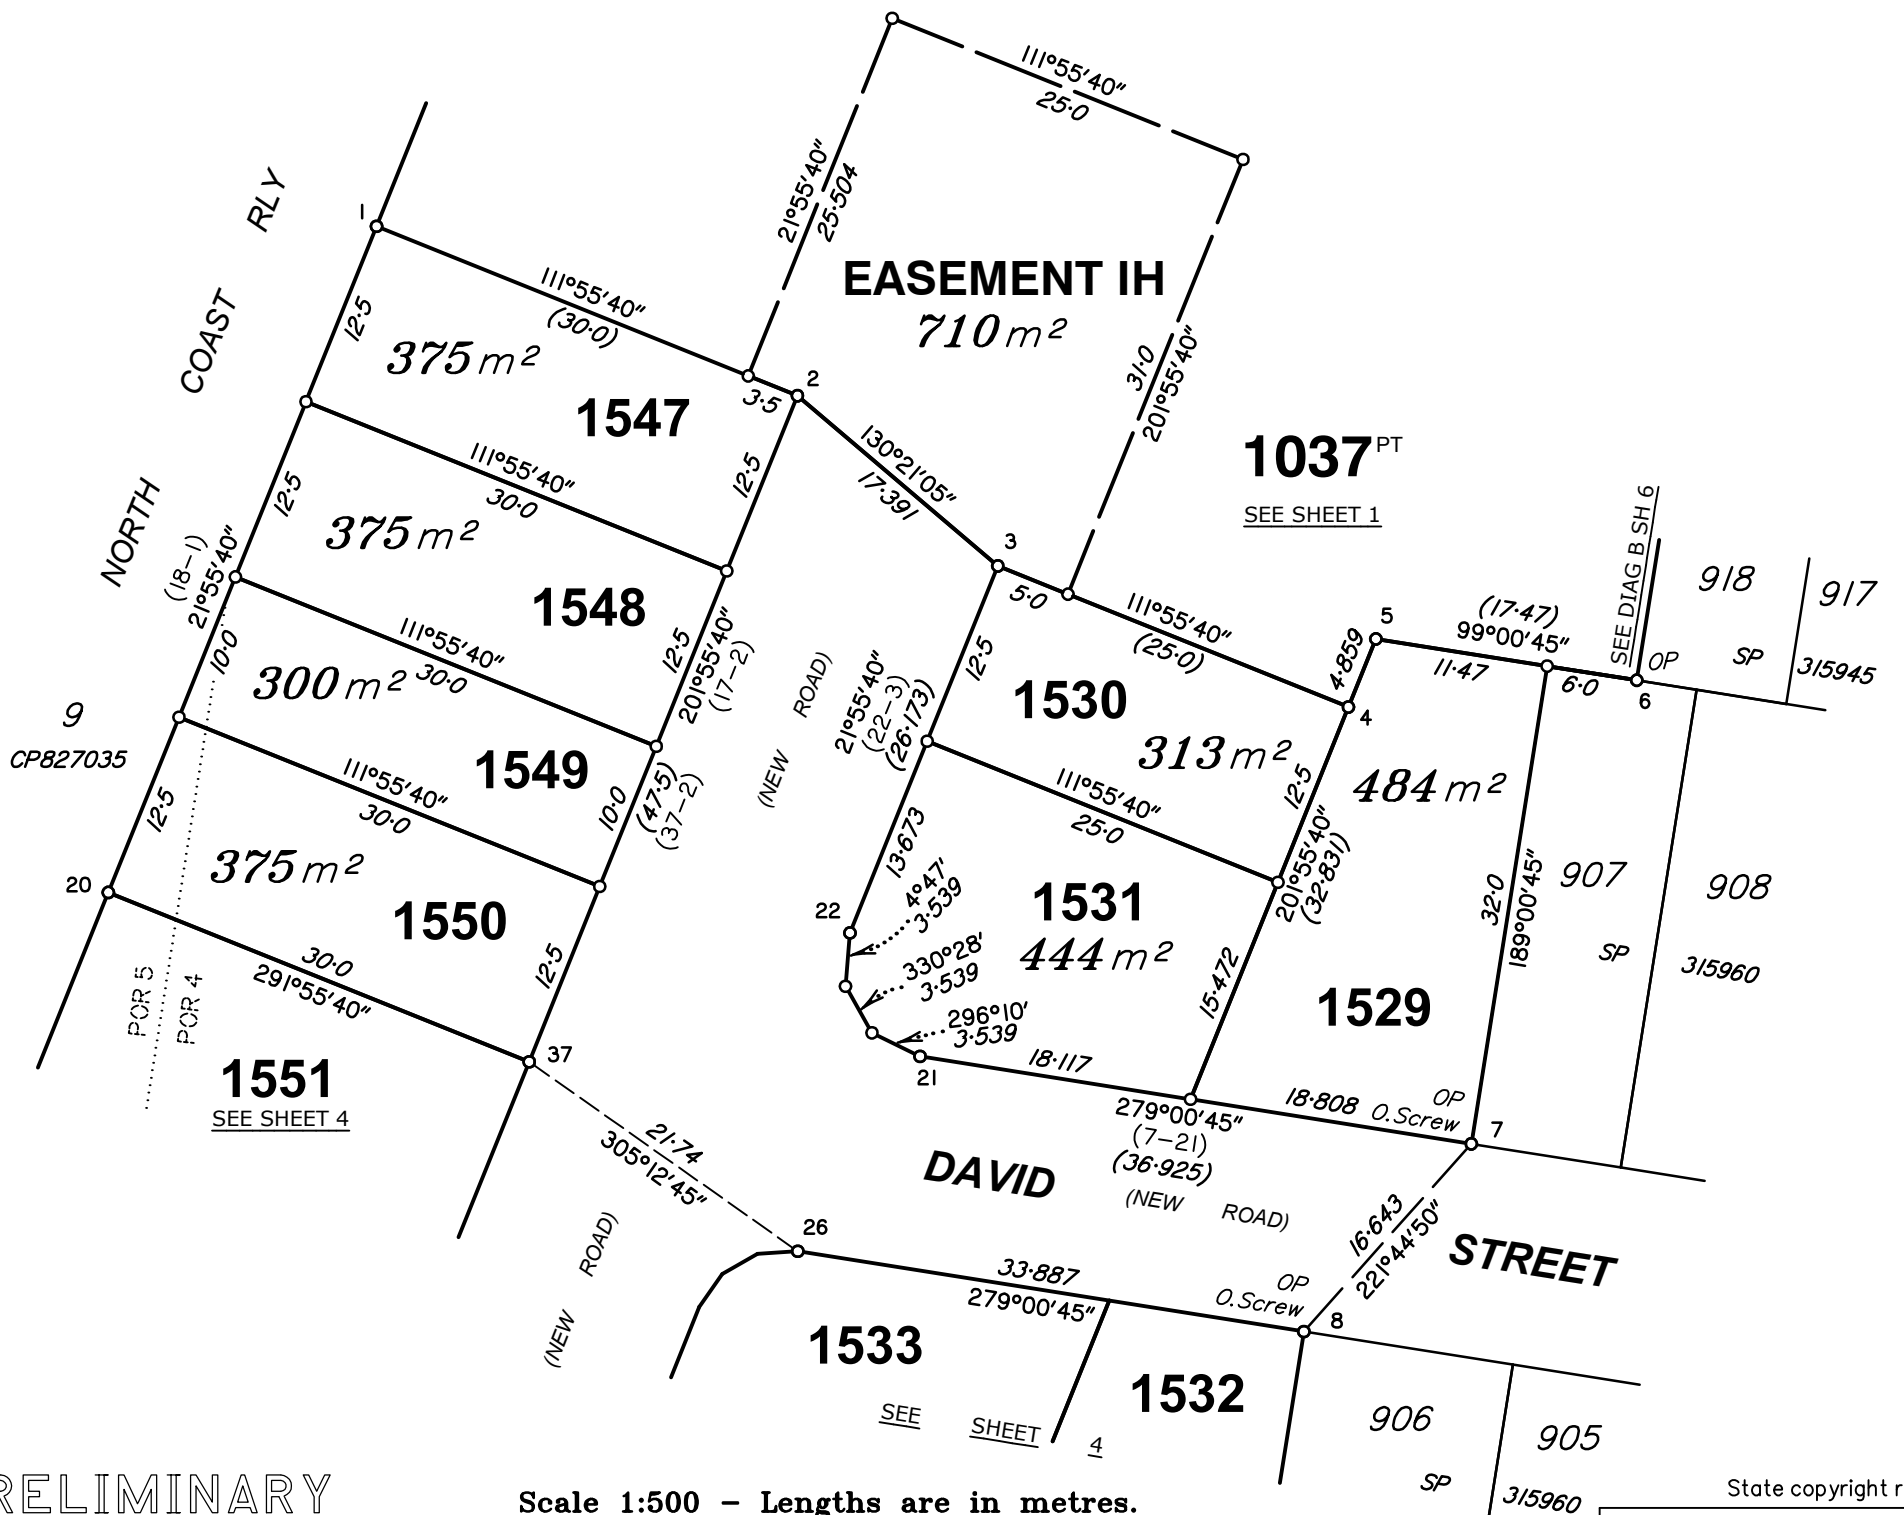 111°55′40″
25·0
21°55′40″
25·504
RLY
COAST
NORTH
1
111°55′40″
(30·0)
12·5
375 m²
1547
3·5
2
EASEMENT IH
710 m²
31·0
201°55′40″
1037 PT
SEE SHEET 1
130°21′05″
17·391
12·5
12·5
111°55′40″
30·0
375 m²
1548
12·5
201°55′40″
(17-2)
(18-1)
21°55′40″
10·0
111°55′40″
30·0
300 m²
1549
10·0
(47·5)
(37-2)
9
CP827035
12·5
111°55′40″
30·0
375 m²
1550
12·5
20
30·0
291°55′40″
POR 5
POR 4
1551
SEE SHEET 4
37
(NEW ROAD)
21°55′40″
(22-3)
(26·173)
3
5·0
111°55′40″
(25·0)
12·5
1530
313 m²
12·5
4
4·859
5
(17·47)
99°00′45″
11·47
6·0
6
SEE DIAG B SH 6
OP
918
917
SP
315945
111°55′40″
25·0
13·673
22
4°47′
3·539
330°28′
3·539
296°10′
3·539
21
1531
444 m²
201°55′40″
(32·831)
15·472
18·117
484 m²
1529
32·0
189°00′45″
907
908
SP
315960
18·808
OP
O.Screw
7
279°00′45″
(7-21)
(36·925)
(NEW ROAD)
DAVID
STREET
21·74
305°12′45″
(NEW ROAD)
26
33·887
279°00′45″
16·643
221°44′50″
OP
O.Screw
8
1533
1532
SEE SHEET 4
906
905
SP
315960
RELIMINARY
Scale 1:500 – Lengths are in metres.
State copyright r